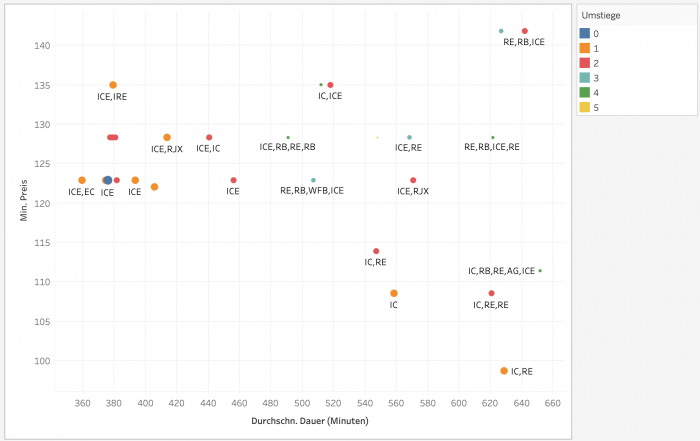 Umstiege
0
1
2
3
4
5
Min. Preis
140
135
130
125
120
115
110
105
100
RE,RB,ICE
ICE,IRE
IC,ICE
ICE,RJX
ICE,IC
ICE,RB,RE,RB
ICE,RE
RE,RB,ICE,RE
ICE,EC
ICE
ICE
ICE
RE,RB,WFB,ICE
ICE,RJX
IC,RE
IC,RB,RE,AG,ICE
IC
IC,RE,RE
IC,RE
360 380 400 420 440 460 480 500 520 540 560 580 600 620 640 660
Durchschn. Dauer (Minuten)